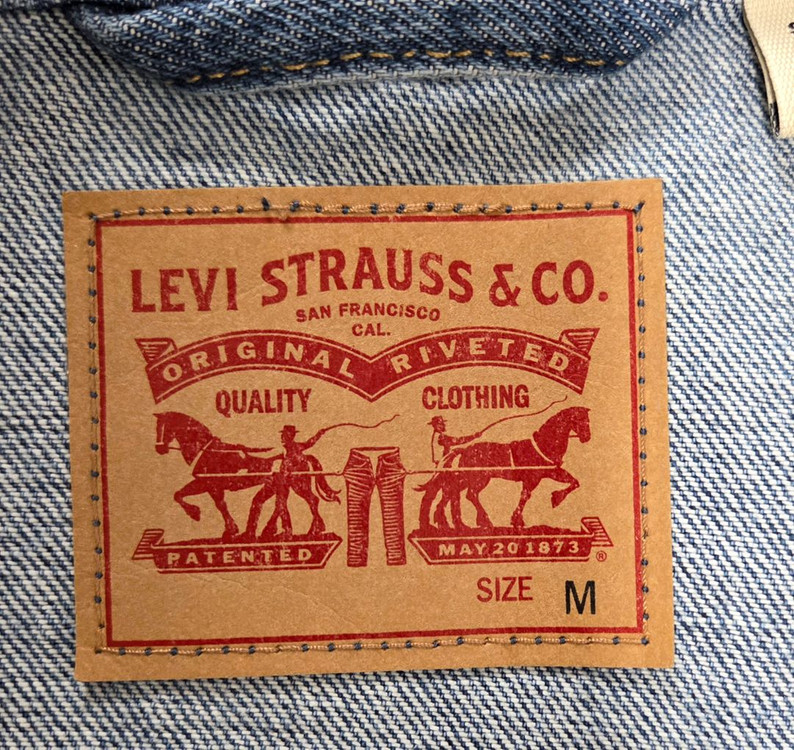 LEVI STRAUSS & CO.
SAN FRANCISCO
CAL.
ORIGINAL RIVETED
QUALITY CLOTHING
PATENTED MAY 20 1873 ®
SIZE M